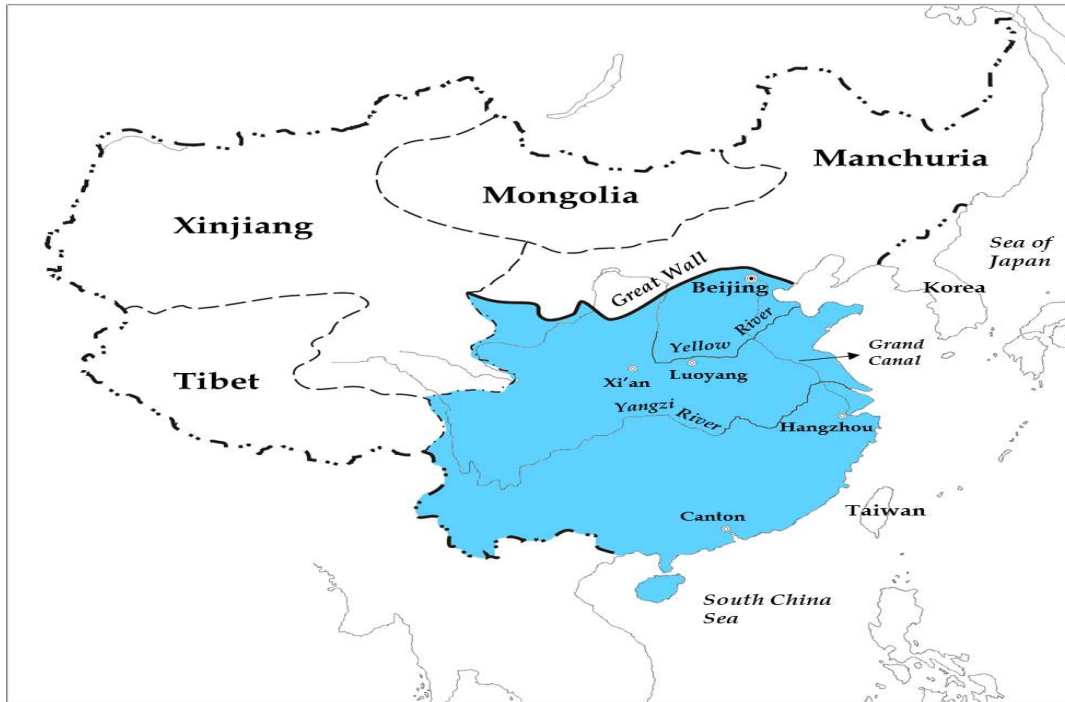 Manchuria
Mongolia
Xinjiang
Sea of
Japan
Great Wall
Beijing
Korea
Yellow River
Grand
Canal
Tibet
Xi'an
Luoyang
Yangzi River
Hangzhou
Canton
Taiwan
South China
Sea